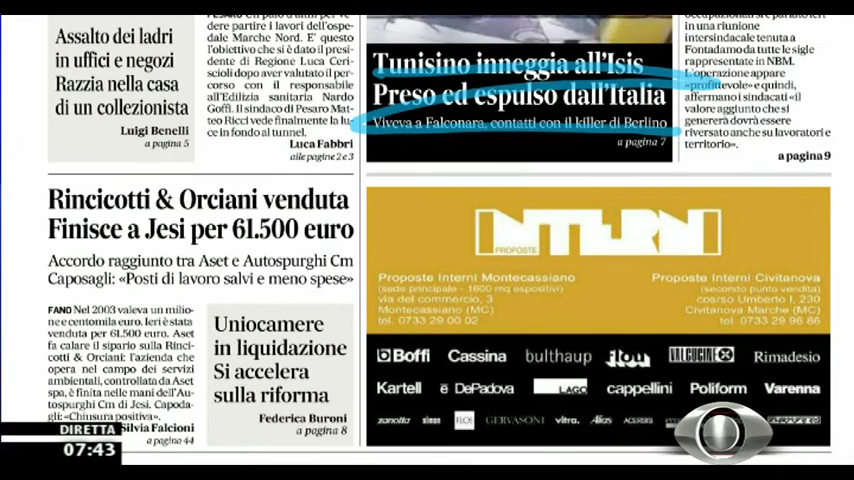 Assalto dei ladri
in uffici e negozi
Razzia nella casa
di un collezionista
Luigi Benelli
a pagina 5
vedere partire i lavori dell'ospe-
dale Marche Nord. E' questo
l'obiettivo che si è dato il presi-
dente di Regione Luca Ceri-
scioli dopo aver valutato il per-
corso con il responsabile
all'Edilizia sanitaria Nardo
Goffi. Il sindaco di Pesaro Mat-
teo Ricci vede finalmente la lu-
ce in fondo al tunnel.
Luca Fabbri
alle pagine 2 e 3
Tunisino inneggia all'Isis
Preso ed espulso dall'Italia
Viveva a Falconara, contatti con il killer di Berlino
a pagina 7
in una riunione
intersindacale tenuta a
Fontadamo da tutte le sigle
rappresentate in NBM.
L'operazione appare
«profittevole» e quindi,
affermano i sindacati «il
valore aggiunto che si
genererà dovrà essere
riversato anche su lavoratori e
territorio».
a pagina 9
Rincicotti & Orciani venduta
Finisce a Jesi per 61.500 euro
Accordo raggiunto tra Aset e Autospurghi Cm
Caposagli: «Posti di lavoro salvi e meno spese»
FANO Nel 2003 valeva un milio-
ne e centomila euro. Ieri è stata
venduta per 61.500 euro. Aset
fa calare il sipario sulla Rinci-
cotti & Orciani: l'azienda che
opera nel campo dei servizi
ambientali, controllata da Aset
spa, è finita nelle mani dell'Au-
tospurghi Cm di Jesi. Capoda-
gli: «Chiusura positiva».
Silvia Falcioni
a pagina 44
Uniocamere
in liquidazione
Si accelera
sulla riforma
Federica Buroni
a pagina 8
INTERNI
PROPOSTE
Proposte Interni Montecassiano
(sede principale - 1600 mq espositivi)
via del commercio, 3
Montecassiano (MC)
tel. 0733 29 00 02
Proposte Interni Civitanova
(secondo punto vendita)
cosrso Umberto I, 230
Civitanova Marche (MC)
tel. 0733 29 96 86
Boffi Cassina bulthaup flou VALCUCINE Rimadesio
Kartell DePadova LAGO cappellini Poliform Varenna
zanotta FLOS GERVASONI vitra. Alias
DIRETTA
07:43